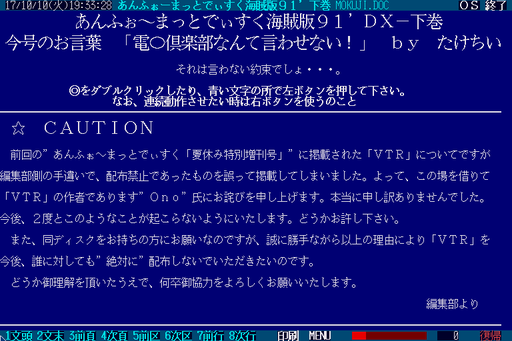 17/10/10(火)19:33:28 あんふぉ～まっとでぃすく海賊版91'下巻 MOKUJI.DOC OS 終了
あんふぉ～まっとでぃすく海賊版９１’ＤＸ－下巻
今号のお言葉　「電〇倶楽部なんて言わせない！」　ｂｙ　たけちい
それは言わない約束でしょ・・・。
◎をダブルクリックしたり、青い文字の所で左ボタンを押して下さい。
なお、連続動作させたい時は右ボタンを使うのこと
☆　ＣＡＵＴＩＯＮ
前回の”あんふぉ～まっとでぃすく「夏休み特別増刊号」”に掲載された「ＶＴＲ」についてですが
編集部側の手違いで、配布禁止であったものを誤って掲載してしまいました。よって、この場を借りて
「ＶＴＲ」の作者であります”Ｏｎｏ”氏にお詫びを申し上げます。本当に申し訳ありませんでした。
今後、２度とこのようなことが起こらないようにいたします。どうかお許し下さい。
また、同ディスクをお持ちの方にお願いなのですが、誠に勝手ながら以上の理由により「ＶＴＲ」を
今後、誰に対しても”絶対に”配布しないでいただきたいのです。
どうか御理解を頂いたうえで、何卒御協力をよろしくお願いいたします。
編集部より
1文頭 2文末 3前頁 4次頁 5前区 6次区 7前行 8次行 印刷 MENU 0 復帰